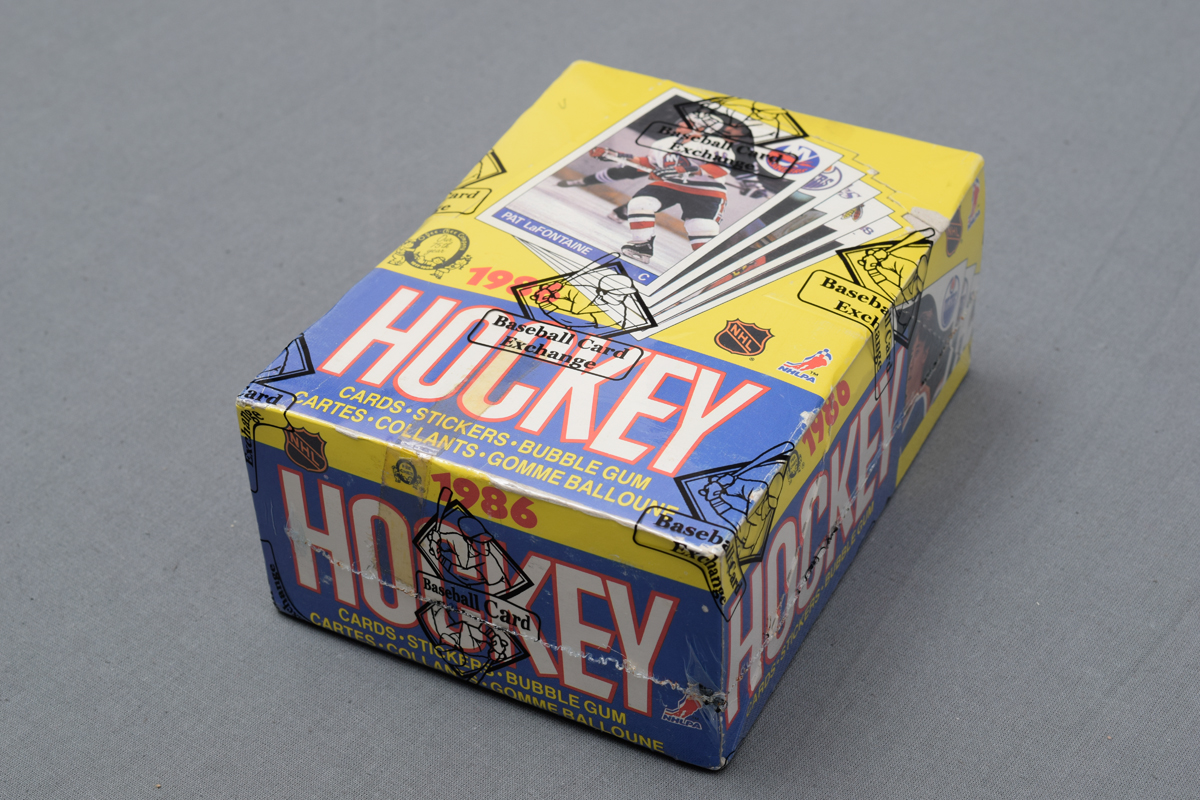 Baseball Card
Exchange
PAT LaFONTAINE
C
HOCKEY
Baseball Card
Exchange
NHL
NHLPA
CARDS • STICKERS • BUBBLE GUM
CARTES • COLLANTS • GOMME BALLOUNE
NHL
1986
HOCKEY
Baseball Card
CARDS • STICKERS • BUBBLE GUM
CARTES • COLLANTS • GOMME BALLOUNE
NHLPA
1986
HOCKEY